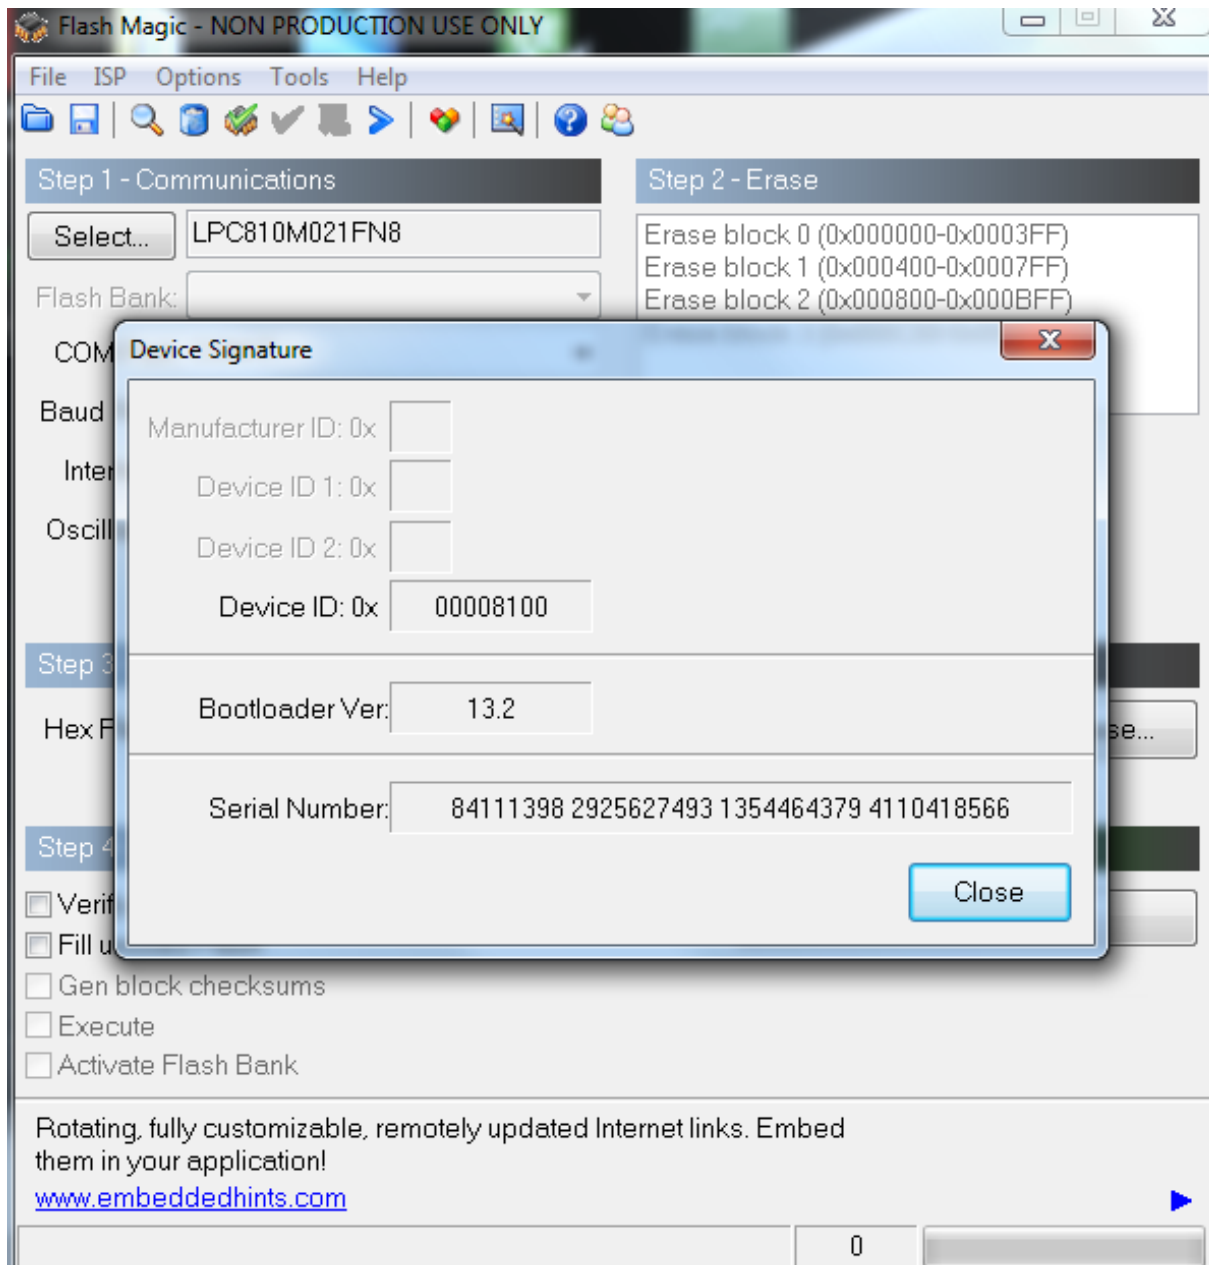 Flash Magic - NON PRODUCTION USE ONLY
File ISP Options Tools Help
Step 1 - Communications
Step 2 - Erase
Select...
LPC810M021FN8
Erase block 0 (0x000000-0x0003FF)
Erase block 1 (0x000400-0x0007FF)
Flash Bank:
Erase block 2 (0x000800-0x000BFF)
COM
Device Signature
Baud
Manufacturer ID: 0x
Device ID 1: 0x
Device ID 2: 0x
Device ID: 0x 00008100
Step 3
Bootloader Ver: 13.2
Hex F
se...
Serial Number: 84111398 2925627493 1354464379 4110418566
Step 4
Close
Verif
Fill u
Gen block checksums
Execute
Activate Flash Bank
Rotating, fully customizable, remotely updated Internet links. Embed
them in your application!
www.embeddedhints.com
0